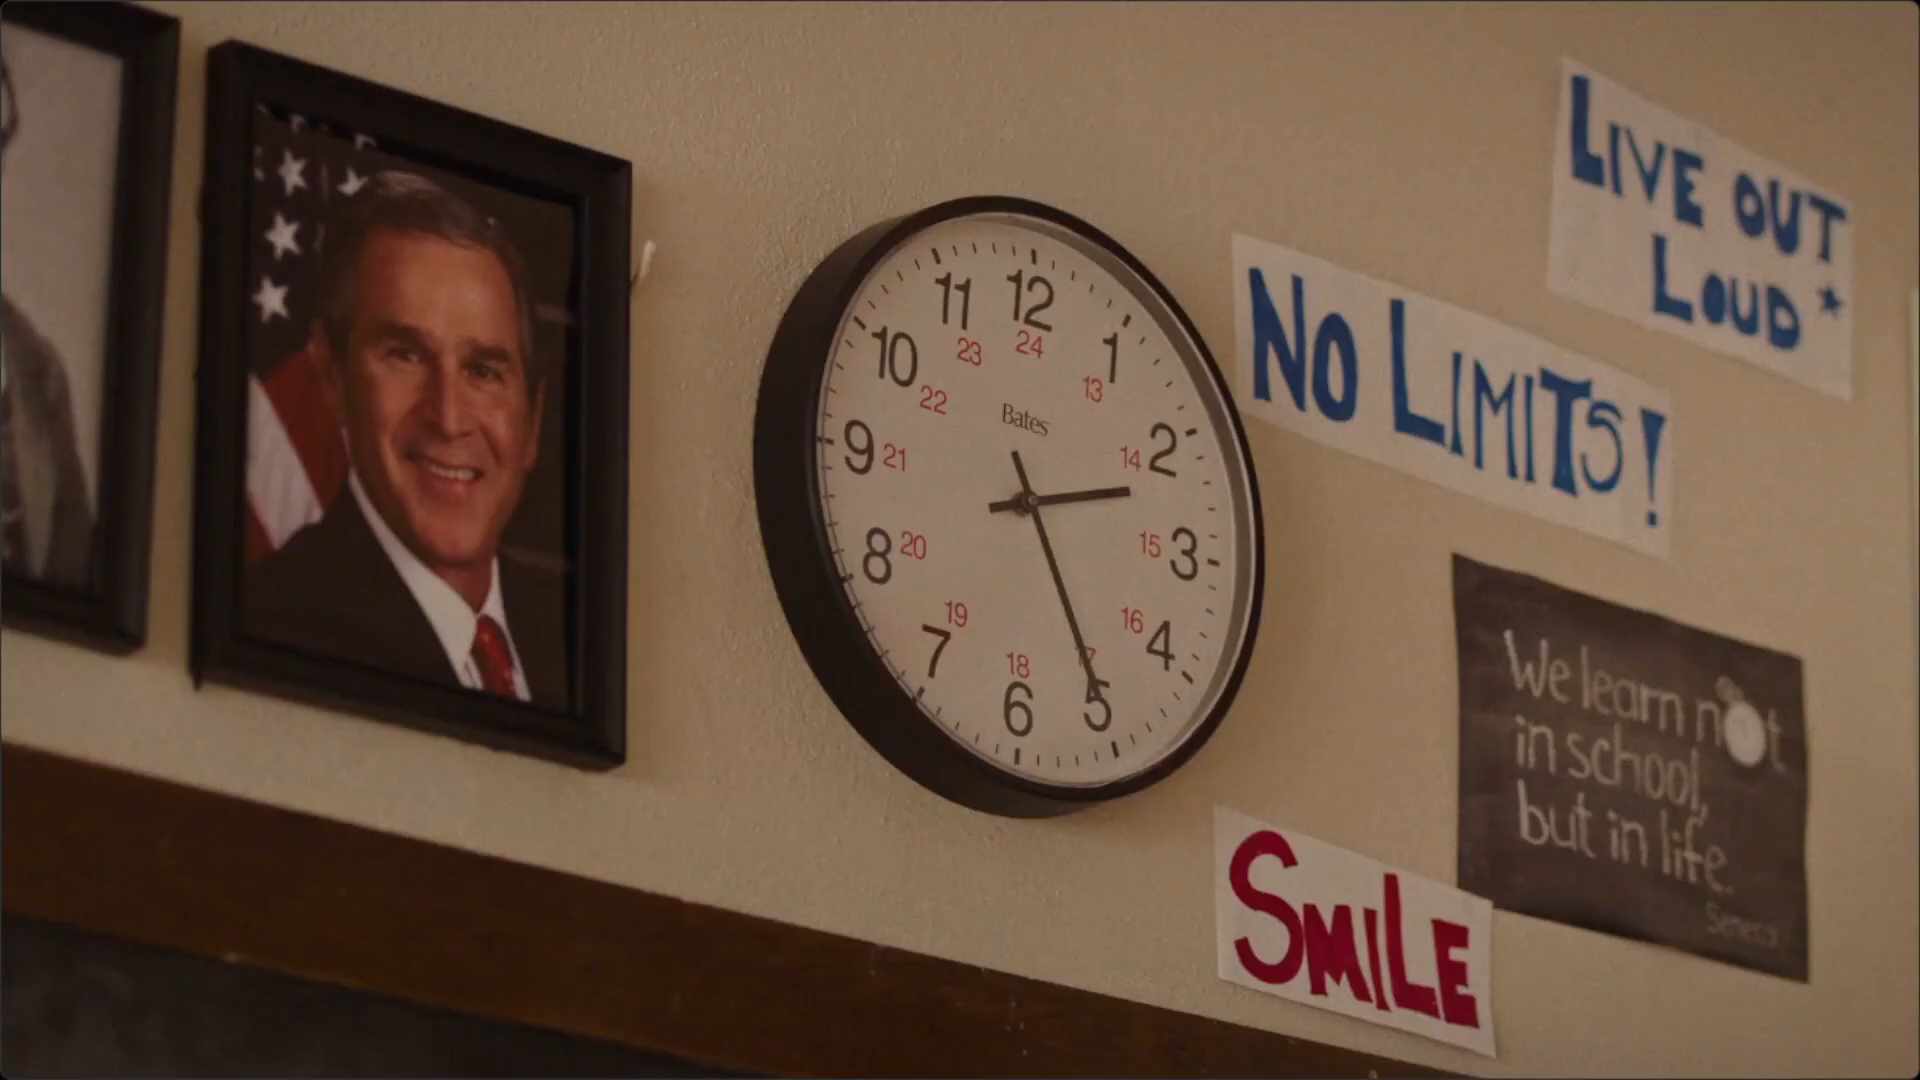 LIVE OUT
LOUD*
NO LIMITS!
11 12 1
23 24 13
10 2
22 14
Bates
9 21
15 3
8 20
19 16 4
7 18 17
6 5
We learn not
in school,
but in life.
Seneca
SMILE